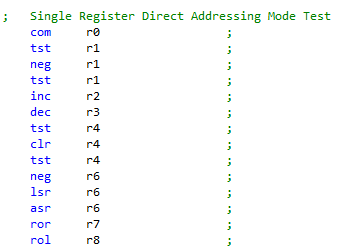 ;   Single Register Direct Addressing Mode Test
    com     r0                  ;
    tst     r1                  ;
    neg     r1                  ;
    tst     r1                  ;
    inc     r2                  ;
    dec     r3                  ;
    tst     r4                  ;
    clr     r4                  ;
    tst     r4                  ;
    neg     r6                  ;
    lsr     r6                  ;
    asr     r6                  ;
    ror     r7                  ;
    rol     r8                  ;